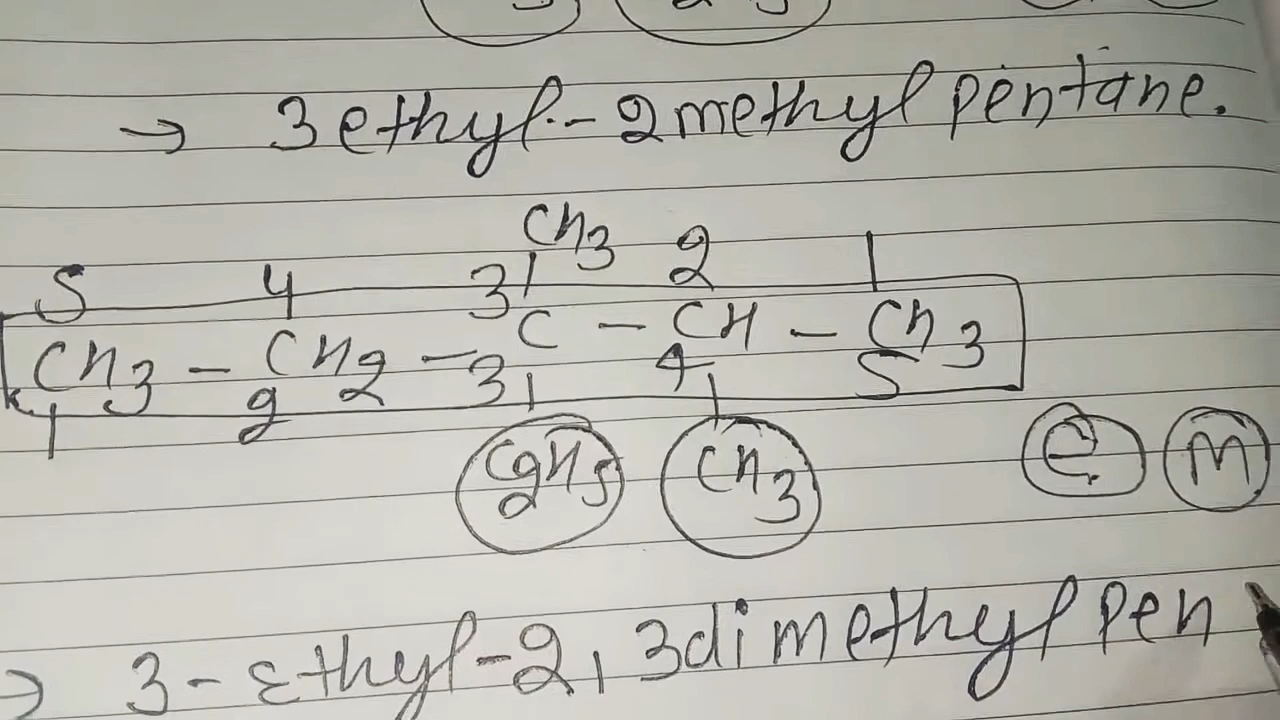 → 3 ethyl - 2 methyl pentane.
CH3 2 1
5 4 3
CH3 - CH2 - C - CH - CH3
1 2 3 4 5
C2H5 CH3 e m
→ 3 - Ethyl - 2, 3 dimethyl pen